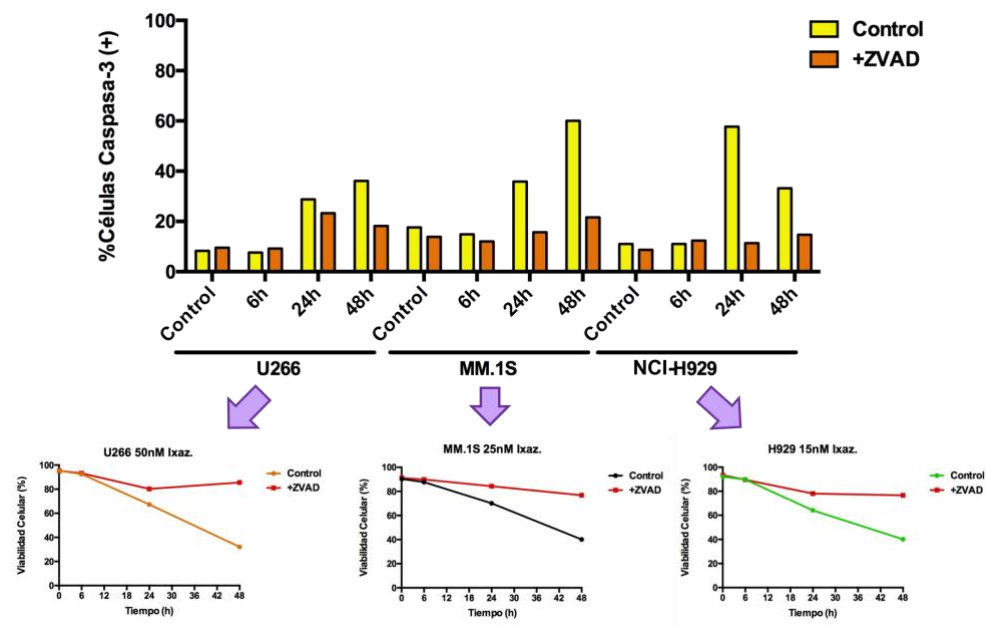 %Células Caspasa-3 (+)
100
80
60
40
20
0
Control
+ZVAD
Control 6h 24h 48h Control 6h 24h 48h Control 6h 24h 48h
U266 MM.1S NCI-H929
U266 50nM Ixaz.
Viabilidad Celular (%)
100
80
60
40
20
0
0 6 12 18 24 30 36 42 48
Tiempo (h)
Control
+ZVAD
MM.1S 25nM Ixaz.
Viabilidad Celular (%)
100
80
60
40
20
0
0 6 12 18 24 30 36 42 48
Tiempo (h)
Control
+ZVAD
H929 15nM Ixaz.
Viabilidad Celular (%)
100
80
60
40
20
0
0 6 12 18 24 30 36 42 48
Tiempo (h)
Control
+ZVAD